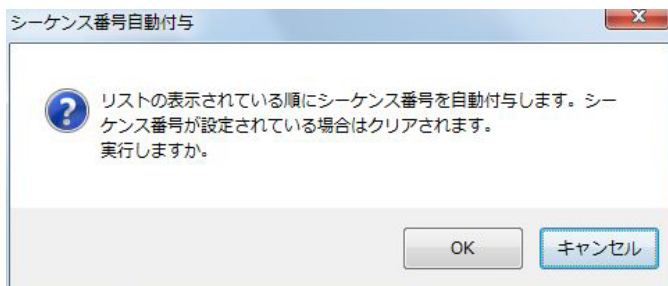 シーケンス番号自動付与
リストの表示されている順にシーケンス番号を自動付与します。シー
ケンス番号が設定されている場合はクリアされます。
実行しますか。
OK
キャンセル